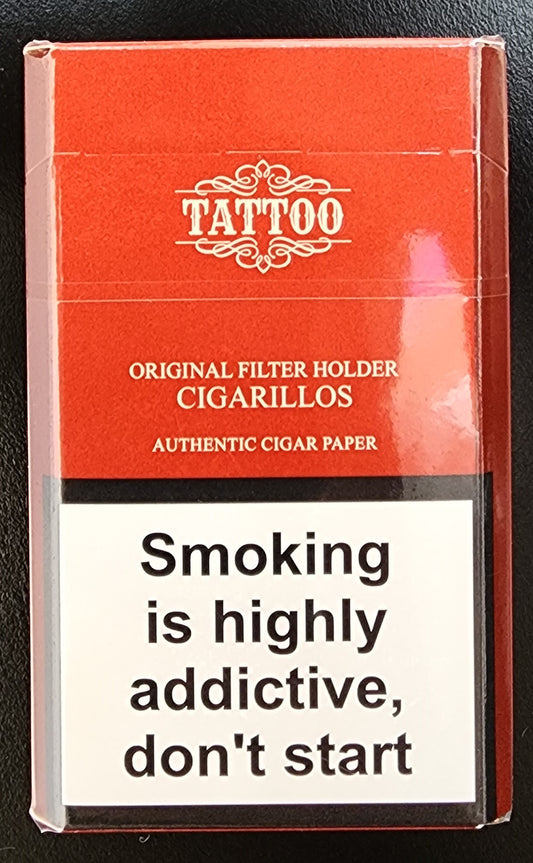 TATTOO
ORIGINAL FILTER HOLDER
CIGARILLOS
AUTHENTIC CIGAR PAPER
Smoking
is highly
addictive,
don't start